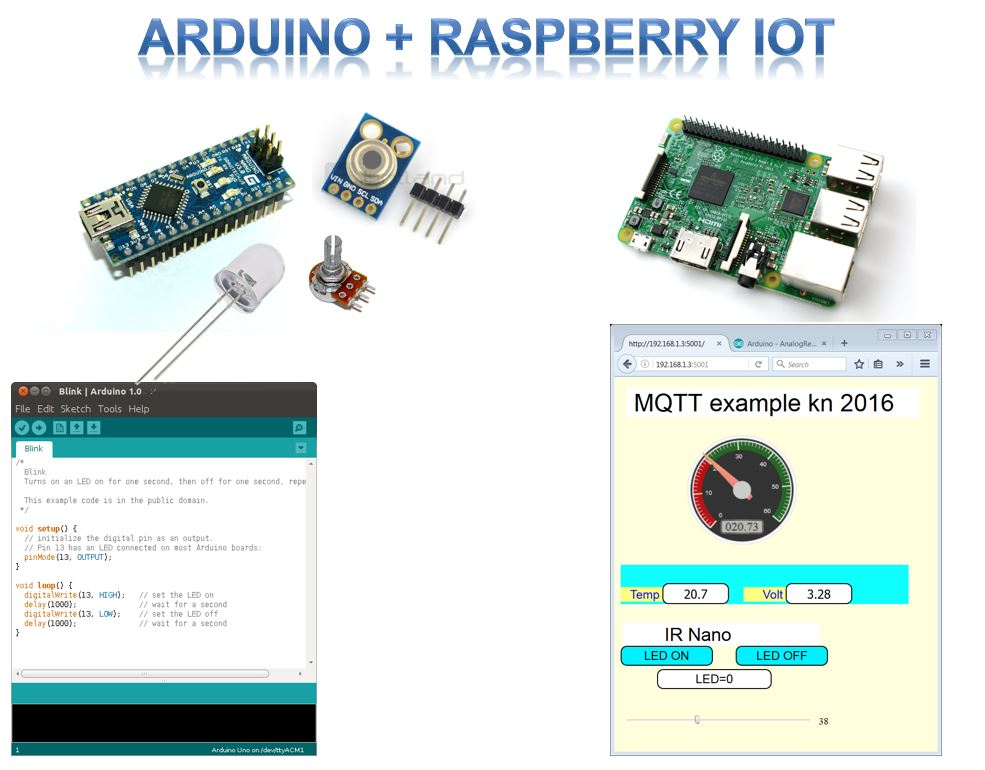 ARDUINO + RASPBERRY IOT
VIN GND SCL SDA
HDMI
Blink | Arduino 1.0
File Edit Sketch Tools Help
Blink
/*
Blink
Turns on an LED on for one second, then off for one second, repe
This example code is in the public domain.
*/
void setup() {
// initialize the digital pin as an output.
// Pin 13 has an LED connected on most Arduino boards:
pinMode(13, OUTPUT);
}
void loop() {
digitalWrite(13, HIGH); // set the LED on
delay(1000); // wait for a second
digitalWrite(13, LOW); // set the LED off
delay(1000); // wait for a second
}
1 Arduino Uno on /dev/ttyACM1
http://192.168.1.3:5001/ Arduino - AnalogRe...
192.168.1.3:5001 Search
MQTT example kn 2016
0 10 30 40 50 60
020.73
Temp 20.7 Volt 3.28
IR Nano
LED ON LED OFF
LED=0
38